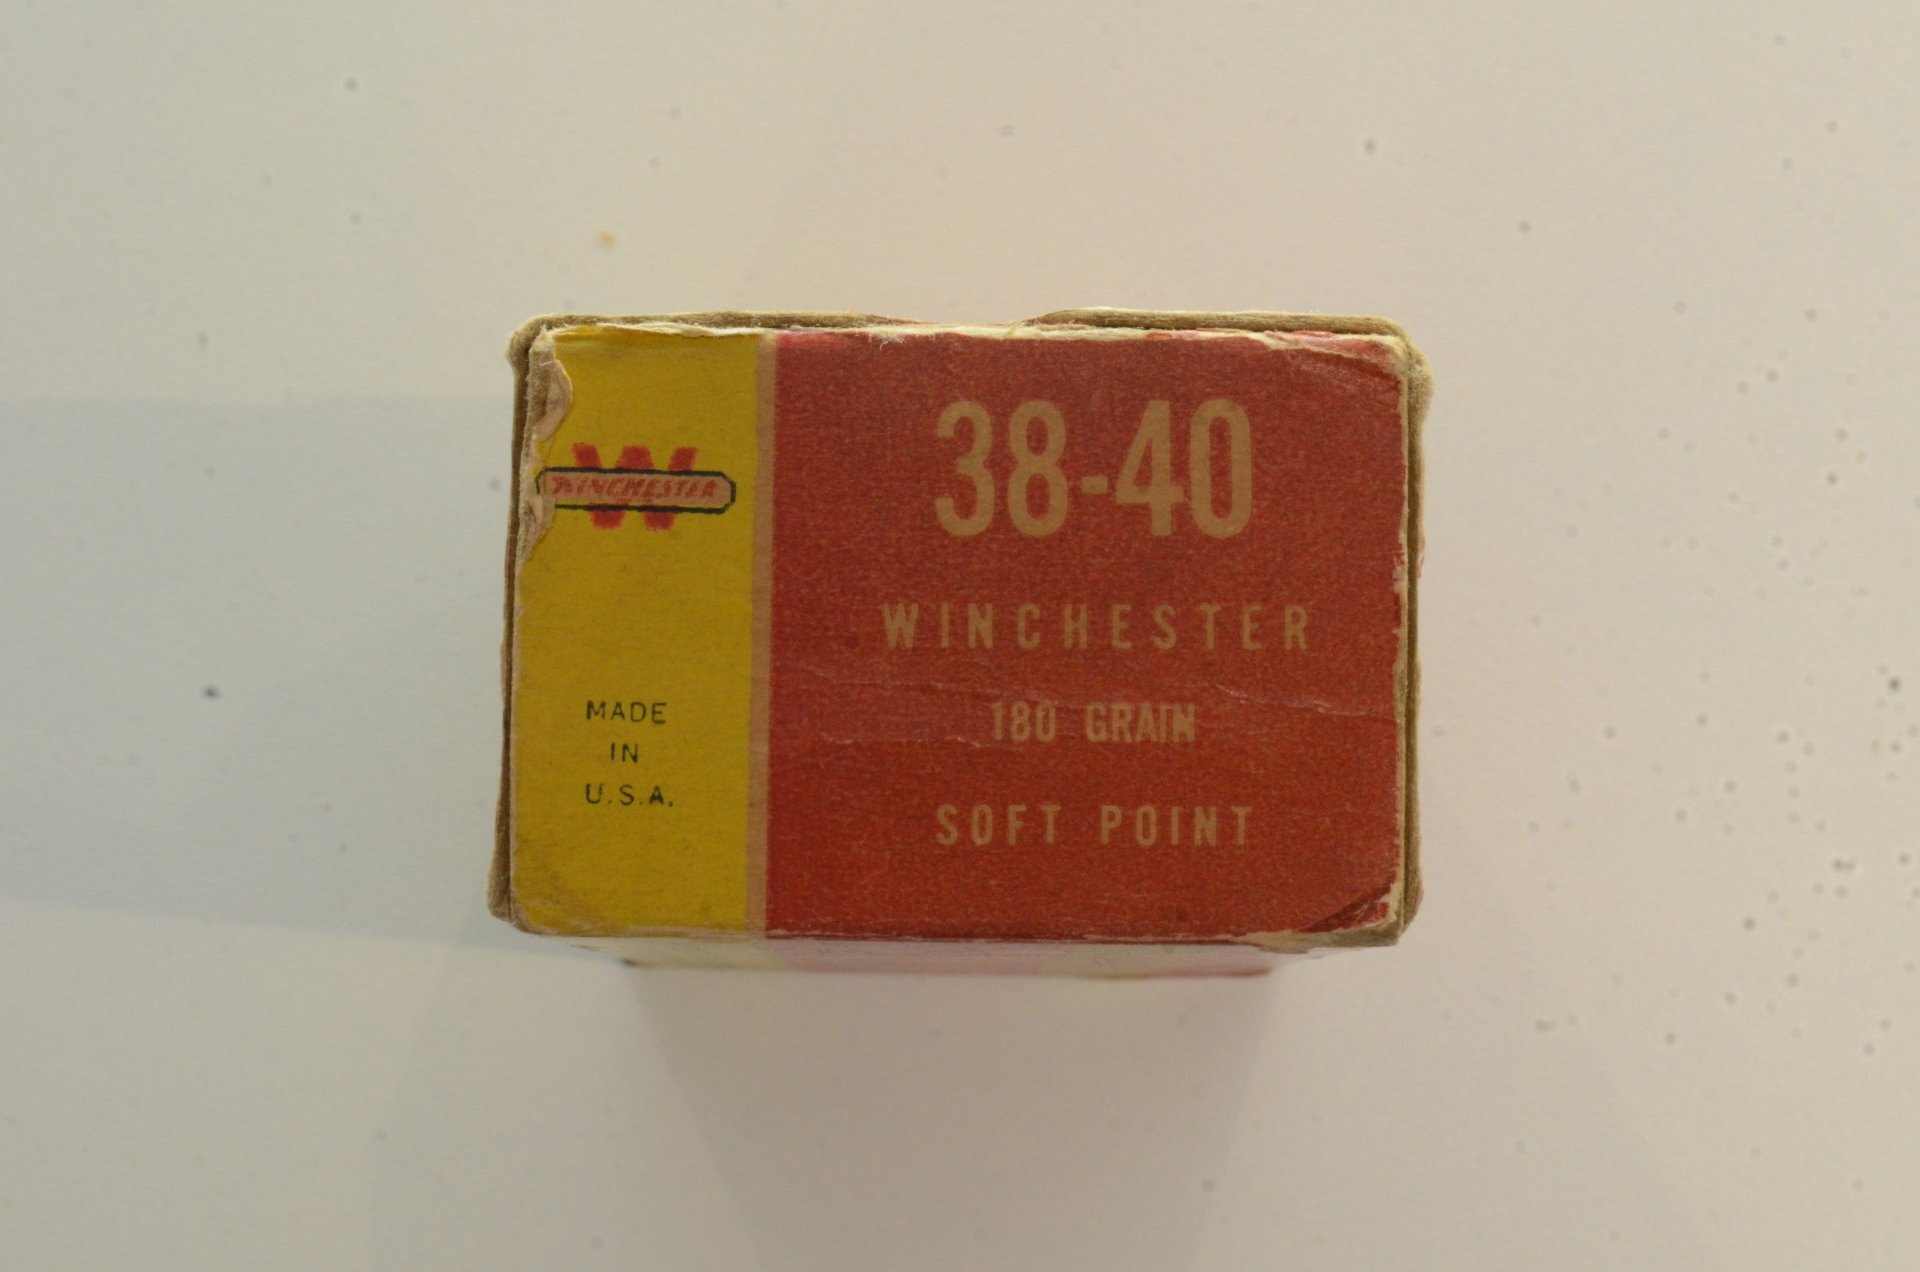 W
WINCHESTER
MADE
IN
U.S.A.
38-40
WINCHESTER
180 GRAIN
SOFT POINT